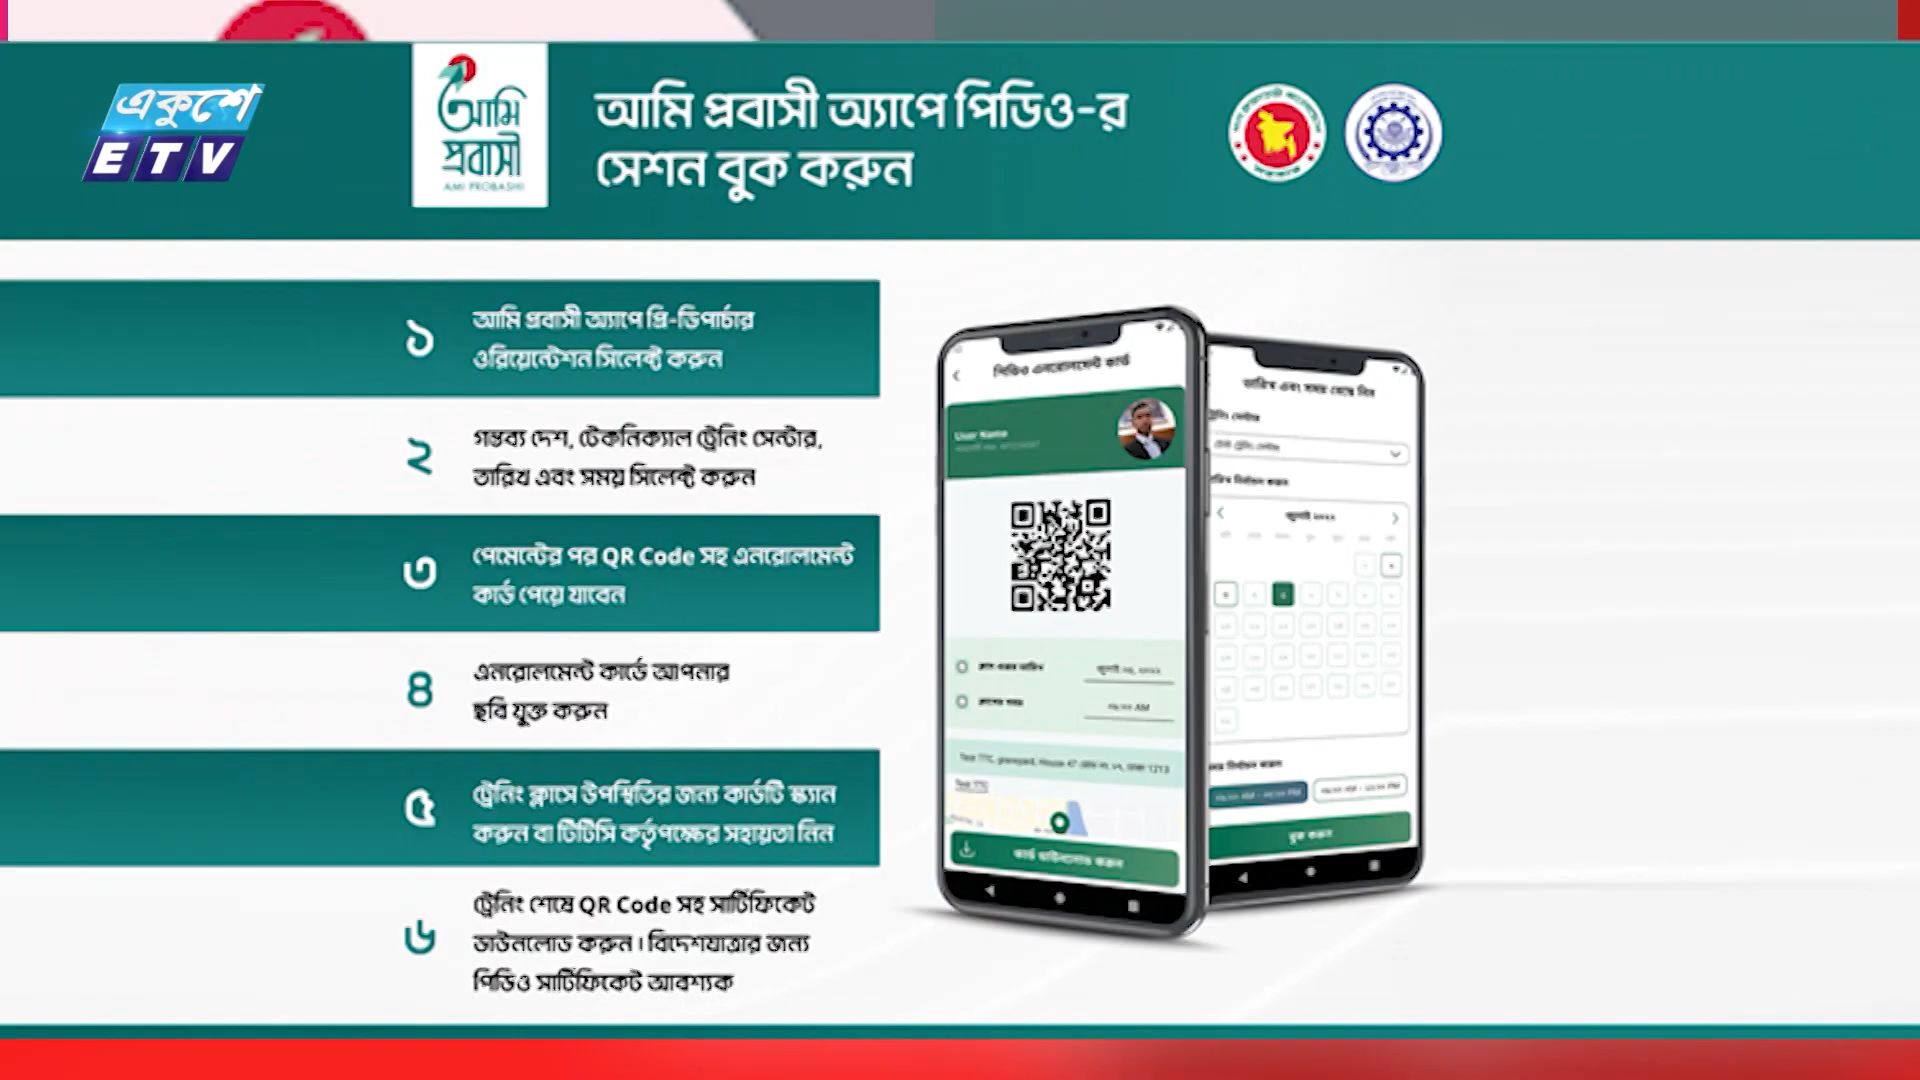 একুশে
ETV
আমি
প্রবাসী
AMI PROBASHI
আমি প্রবাসী অ্যাপে পিডিও-র
সেশন বুক করুন
১
আমি প্রবাসী অ্যাপে প্রি-ডিপার্চার
ওরিয়েন্টেশন সিলেক্ট করুন
২
গন্তব্য দেশ, টেকনিক্যাল ট্রেনিং সেন্টার,
তারিখ এবং সময় সিলেক্ট করুন
৩
পেমেন্টের পর QR Code সহ এনরোলমেন্ট
কার্ড পেয়ে যাবেন
৪
এনরোলমেন্ট কার্ডে আপনার
ছবি যুক্ত করুন
৫
ট্রেনিং ক্লাসে উপস্থিতির জন্য কার্ডটি স্ক্যান
করুন বা টিটিসি কর্তৃপক্ষের সহায়তা নিন
৬
ট্রেনিং শেষে QR Code সহ সার্টিফিকেট
ডাউনলোড করুন। বিদেশযাত্রার জন্য
পিডিও সার্টিফিকেট আবশ্যক
পিডিও এনরোলমেন্ট কার্ড
User Name
ক্লাস শুরুর তারিখ
ক্লাসের সময়
Test TTC
কার্ড ডাউনলোড করুন
তারিখ এবং সময় বেছে নিন
বুক করুন